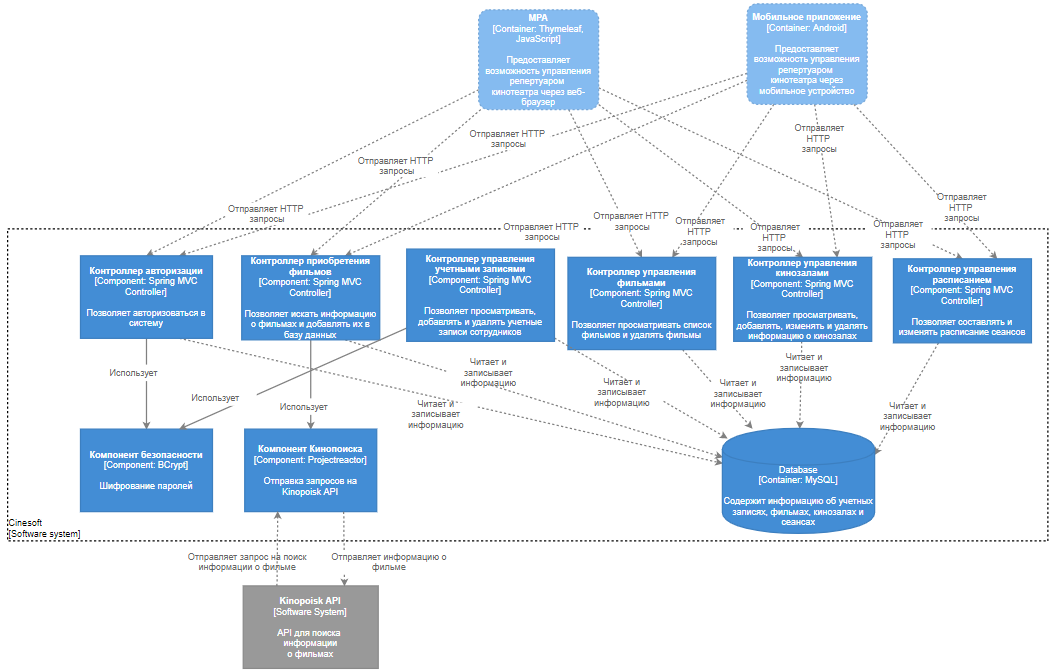 MPA
[Container: Thymeleaf,
JavaScript]
Предоставляет
возможность управления
репертуаром
кинотеатра через веб-
браузер
Мобильное приложение
[Container: Android]
Предоставляет
возможность управления
репертуаром
кинотеатра через
мобильное устройство
Отправляет HTTP
запросы
Отправляет
HTTP
запросы
Отправляет HTTP
запросы
Отправляет HTTP
запросы
Отправляет HTTP
запросы
Отправляет HTTP
запросы
Отправляет
HTTP
запросы
Отправляет
HTTP
запросы
Отправляет
HTTP
запросы
Отправляет
HTTP
запросы
Контроллер авторизации
[Component: Spring MVC
Controller]
Позволяет авторизоваться в
систему
Контроллер приобретения
фильмов
[Component: Spring MVC
Controller]
Позволяет искать информацию
о фильмах и добавлять их в
базу данных
Контроллер управления
учетными записями
[Component: Spring MVC
Controller]
Позволяет просматривать,
добавлять и удалять учетные
записи сотрудников
Контроллер управления
фильмами
[Component: Spring MVC
Controller]
Позволяет просматривать список
фильмов и удалять фильмы
Контроллер управления
кинозалами
[Component: Spring MVC
Controller]
Позволяет просматривать,
добавлять, изменять и удалять
информацию о кинозалах
Контроллер управления
расписанием
[Component: Spring MVC
Controller]
Позволяет составлять и
изменять расписание сеансов
Использует
Использует
Использует
Читает и
записывает
информацию
Читает и
записывает
информацию
Читает и
записывает
информацию
Читает и
записывает
информацию
Читает и
записывает
информацию
Читает и
записывает
информацию
Компонент безопасности
[Component: BCrypt]
Шифрование паролей
Компонент Кинопоиска
[Component: Projectreactor]
Отправка запросов на
Kinopoisk API
Database
[Container: MySQL]
Содержит информацию об учетных
записях, фильмах, кинозалах и
сеансах
Cinesoft
[Software system]
Отправляет запрос на поиск
информации о фильме
Отправляет информацию о
фильме
Kinopoisk API
[Software System]
API для поиска
информации
о фильмах